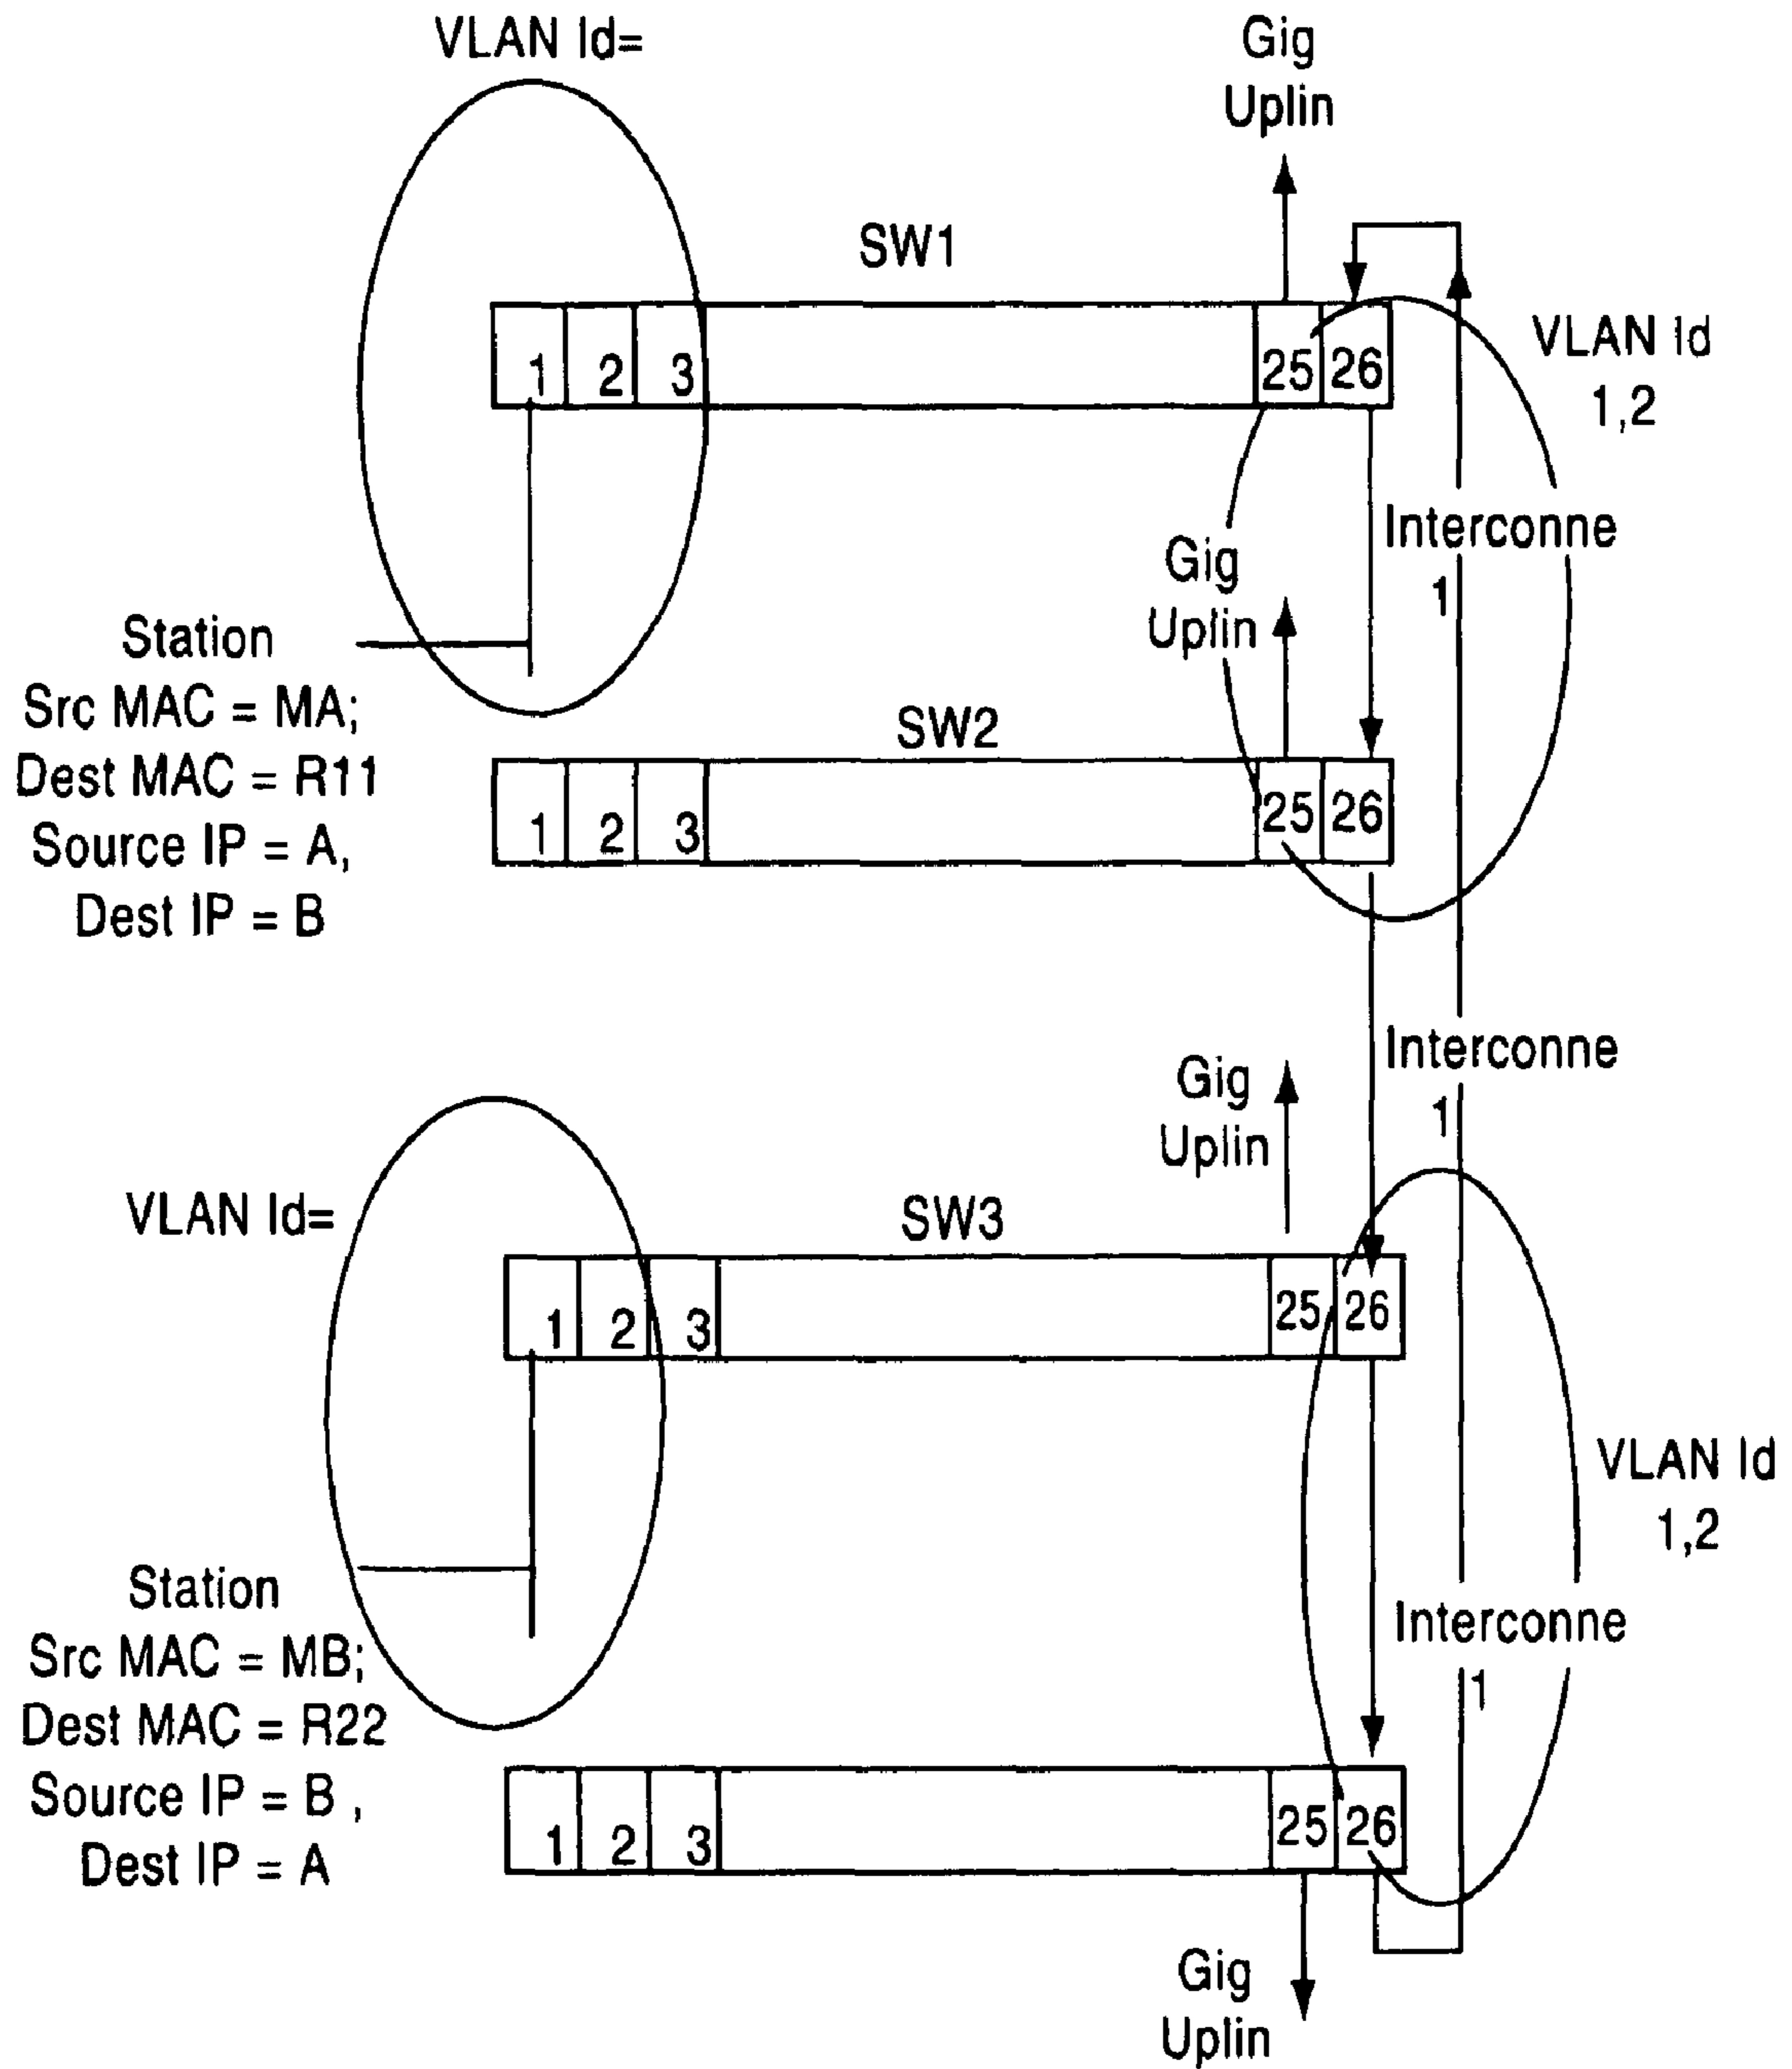 VLAN Id=
Gig
Uplin
SW1
1 2 3 25 26
VLAN Id
1,2
Interconne
1
Gig
Uplin
Station
Src MAC = MA;
Dest MAC = R11
Source IP = A,
Dest IP = B
SW2
1 2 3 25 26
Interconne
1
Gig
Uplin
VLAN Id=
SW3
1 2 3 25 26
VLAN Id
1,2
Interconne
1
Station
Src MAC = MB;
Dest MAC = R22
Source IP = B ,
Dest IP = A
1 2 3 25 26
Gig
Uplin